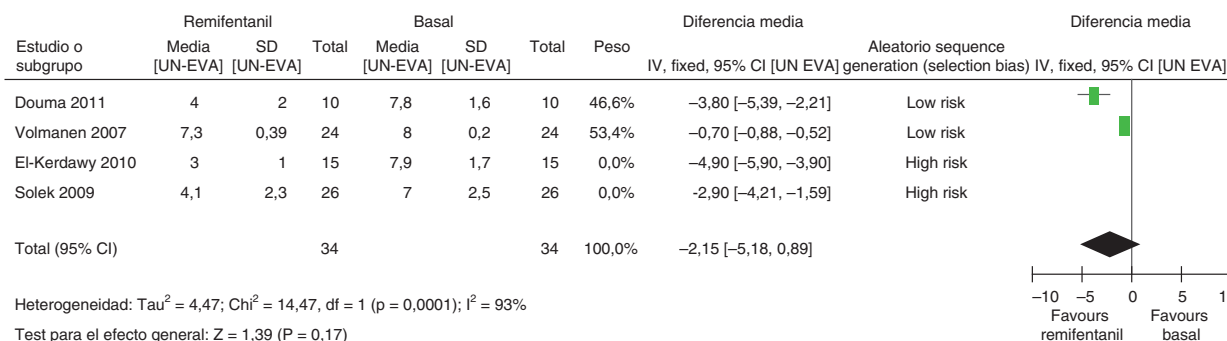 Remifentanil Basal Diferencia media Diferencia media
Estudio o subgrupo Media [UN-EVA] SD [UN-EVA] Total Media [UN-EVA] SD [UN-EVA] Total Peso IV, fixed, 95% CI [UN EVA] Aleatorio sequence generation (selection bias) IV, fixed, 95% CI [UN EVA]
Douma 2011 4 2 10 7,8 1,6 10 46,6% –3,80 [–5,39, –2,21] Low risk
Volmanen 2007 7,3 0,39 24 8 0,2 24 53,4% –0,70 [–0,88, –0,52] Low risk
El-Kerdawy 2010 3 1 15 7,9 1,7 15 0,0% –4,90 [–5,90, –3,90] High risk
Solek 2009 4,1 2,3 26 7 2,5 26 0,0% -2,90 [–4,21, –1,59] High risk
Total (95% CI) 34 34 100,0% –2,15 [–5,18, 0,89]
Heterogeneidad: Tau² = 4,47; Chi² = 14,47, df = 1 (p = 0,0001); I² = 93%
Test para el efecto general: Z = 1,39 (P = 0,17)
–10 –5 0 5
Favours remifentanil Favours basal